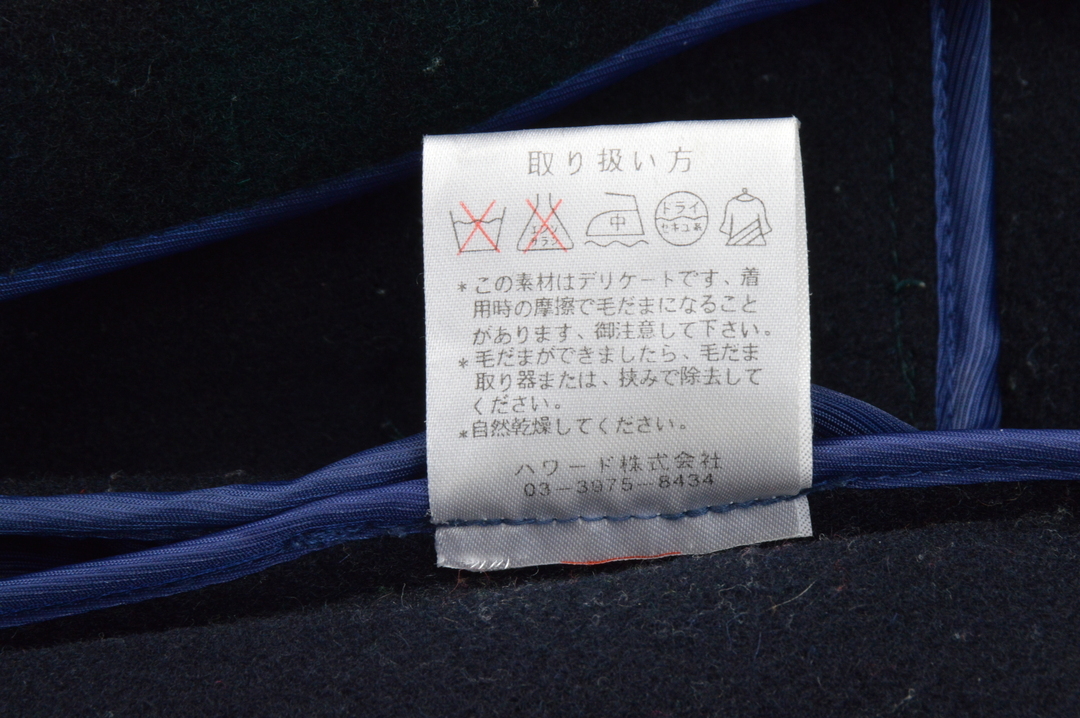 取り扱い方
中
ドライ
セキユ系
*この素材はデリケートです、着
用時の摩擦で毛だまになること
があります、御注意して下さい。
*毛だまができましたら、毛だま
取り器または、挟みで除去して
ください。
*自然乾燥してください。
ハワード株式会社
03-3975-8434